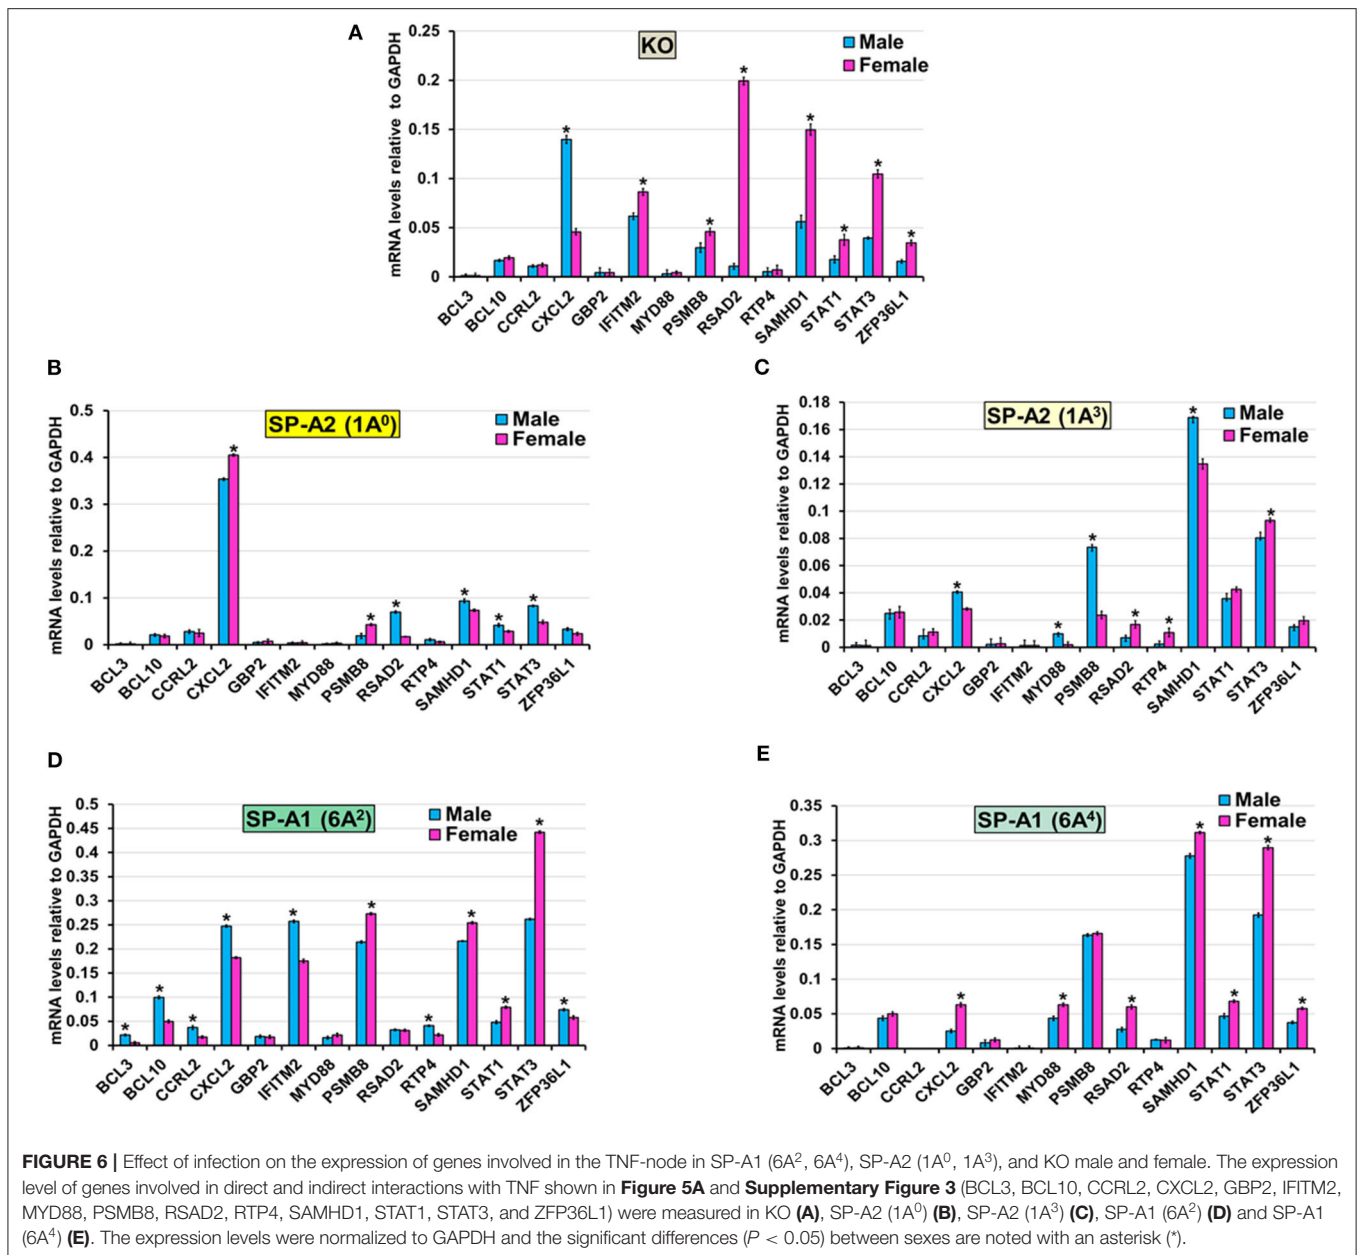 A
KO
Male
Female
mRNA levels relative to GAPDH
0.25
0.2
0.15
0.1
0.05
0
* * * * * * * *
BCL3 BCL10 CCRL2 CXCL2 GBP2 IFITM2 MYD88 PSMB8 RSAD2 RTP4 SAMHD1 STAT1 STAT3 ZFP36L1
B
SP-A2 (1A⁰)
Male
Female
mRNA levels relative to GAPDH
0.5
0.4
0.3
0.2
0.1
0
* * * * * *
BCL3 BCL10 CCRL2 CXCL2 GBP2 IFITM2 MYD88 PSMB8 RSAD2 RTP4 SAMHD1 STAT1 STAT3 ZFP36L1
C
SP-A2 (1A³)
Male
Female
mRNA levels relative to GAPDH
0.18
0.16
0.14
0.12
0.1
0.08
0.06
0.04
0.02
0
* * * * * * *
BCL3 BCL10 CCRL2 CXCL2 GBP2 IFITM2 MYD88 PSMB8 RSAD2 RTP4 SAMHD1 STAT1 STAT3 ZFP36L1
D
SP-A1 (6A²)
Male
Female
mRNA levels relative to GAPDH
0.5
0.45
0.4
0.35
0.3
0.25
0.2
0.15
0.1
0.05
0
* * * * * * * * * * *
BCL3 BCL10 CCRL2 CXCL2 GBP2 IFITM2 MYD88 PSMB8 RSAD2 RTP4 SAMHD1 STAT1 STAT3 ZFP36L1
E
SP-A1 (6A⁴)
Male
Female
mRNA levels relative to GAPDH
0.35
0.3
0.25
0.2
0.15
0.1
0.05
0
* * * * * * *
BCL3 BCL10 CCRL2 CXCL2 GBP2 IFITM2 MYD88 PSMB8 RSAD2 RTP4 SAMHD1 STAT1 STAT3 ZFP36L1
FIGURE 6 | Effect of infection on the expression of genes involved in the TNF-node in SP-A1 (6A², 6A⁴), SP-A2 (1A⁰, 1A³), and KO male and female. The expression
level of genes involved in direct and indirect interactions with TNF shown in Figure 5A and Supplementary Figure 3 (BCL3, BCL10, CCRL2, CXCL2, GBP2, IFITM2,
MYD88, PSMB8, RSAD2, RTP4, SAMHD1, STAT1, STAT3, and ZFP36L1) were measured in KO (A), SP-A2 (1A⁰) (B), SP-A2 (1A³) (C), SP-A1 (6A²) (D) and SP-A1
(6A⁴) (E). The expression levels were normalized to GAPDH and the significant differences (P < 0.05) between sexes are noted with an asterisk (*).